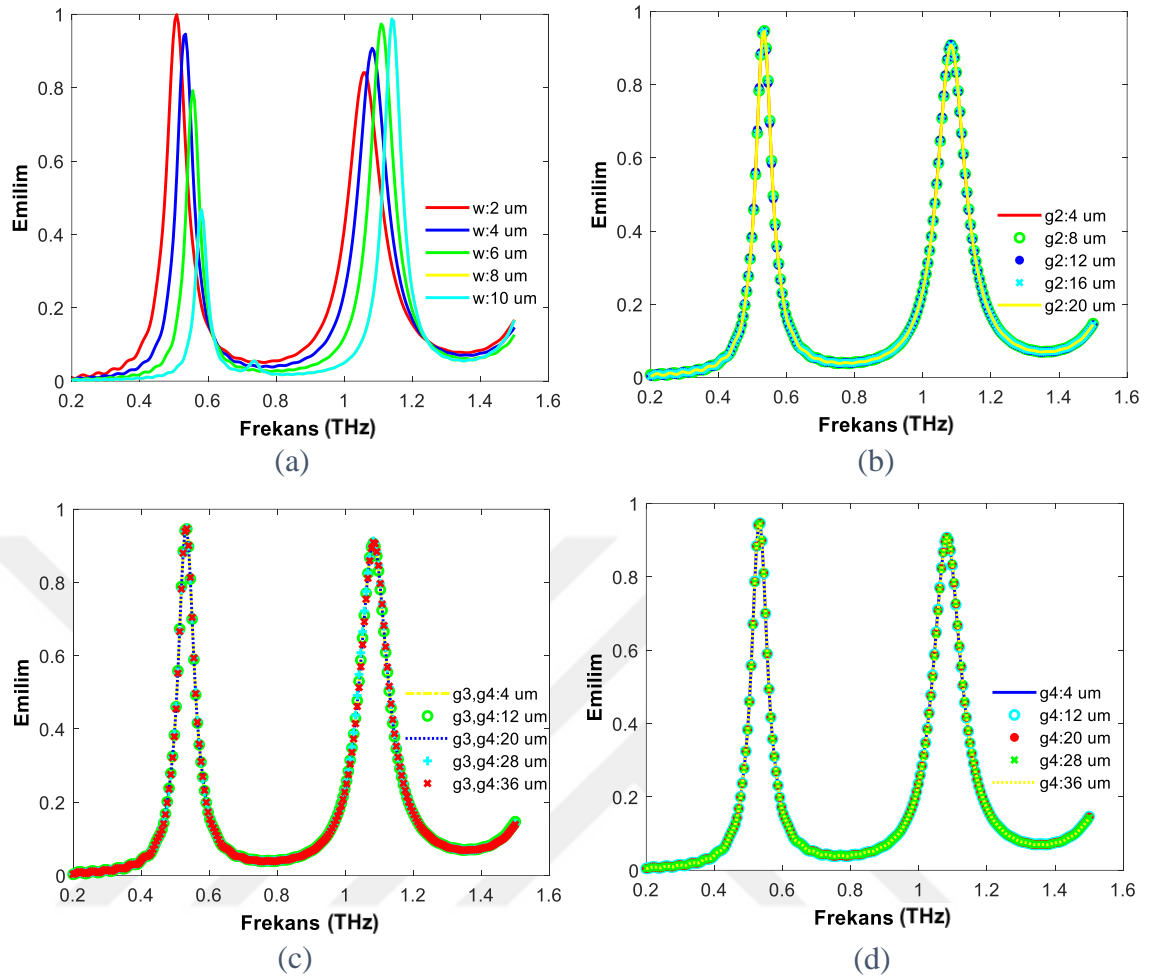 1
0.8
0.6
0.4
0.2
0
0.2 0.4 0.6 0.8 1 1.2 1.4 1.6
Emilim
Frekans (THz)
w:2 um
w:4 um
w:6 um
w:8 um
w:10 um
(a)
1
0.8
0.6
0.4
0.2
0
0.2 0.4 0.6 0.8 1 1.2 1.4 1.6
Emilim
Frekans (THz)
g2:4 um
g2:8 um
g2:12 um
g2:16 um
g2:20 um
(b)
1
0.8
0.6
0.4
0.2
0
0.2 0.4 0.6 0.8 1 1.2 1.4 1.6
Emilim
Frekans (THz)
g3,g4:4 um
g3,g4:12 um
g3,g4:20 um
g3,g4:28 um
g3,g4:36 um
(c)
1
0.8
0.6
0.4
0.2
0
0.2 0.4 0.6 0.8 1 1.2 1.4 1.6
Emilim
Frekans (THz)
g4:4 um
g4:12 um
g4:20 um
g4:28 um
g4:36 um
(d)